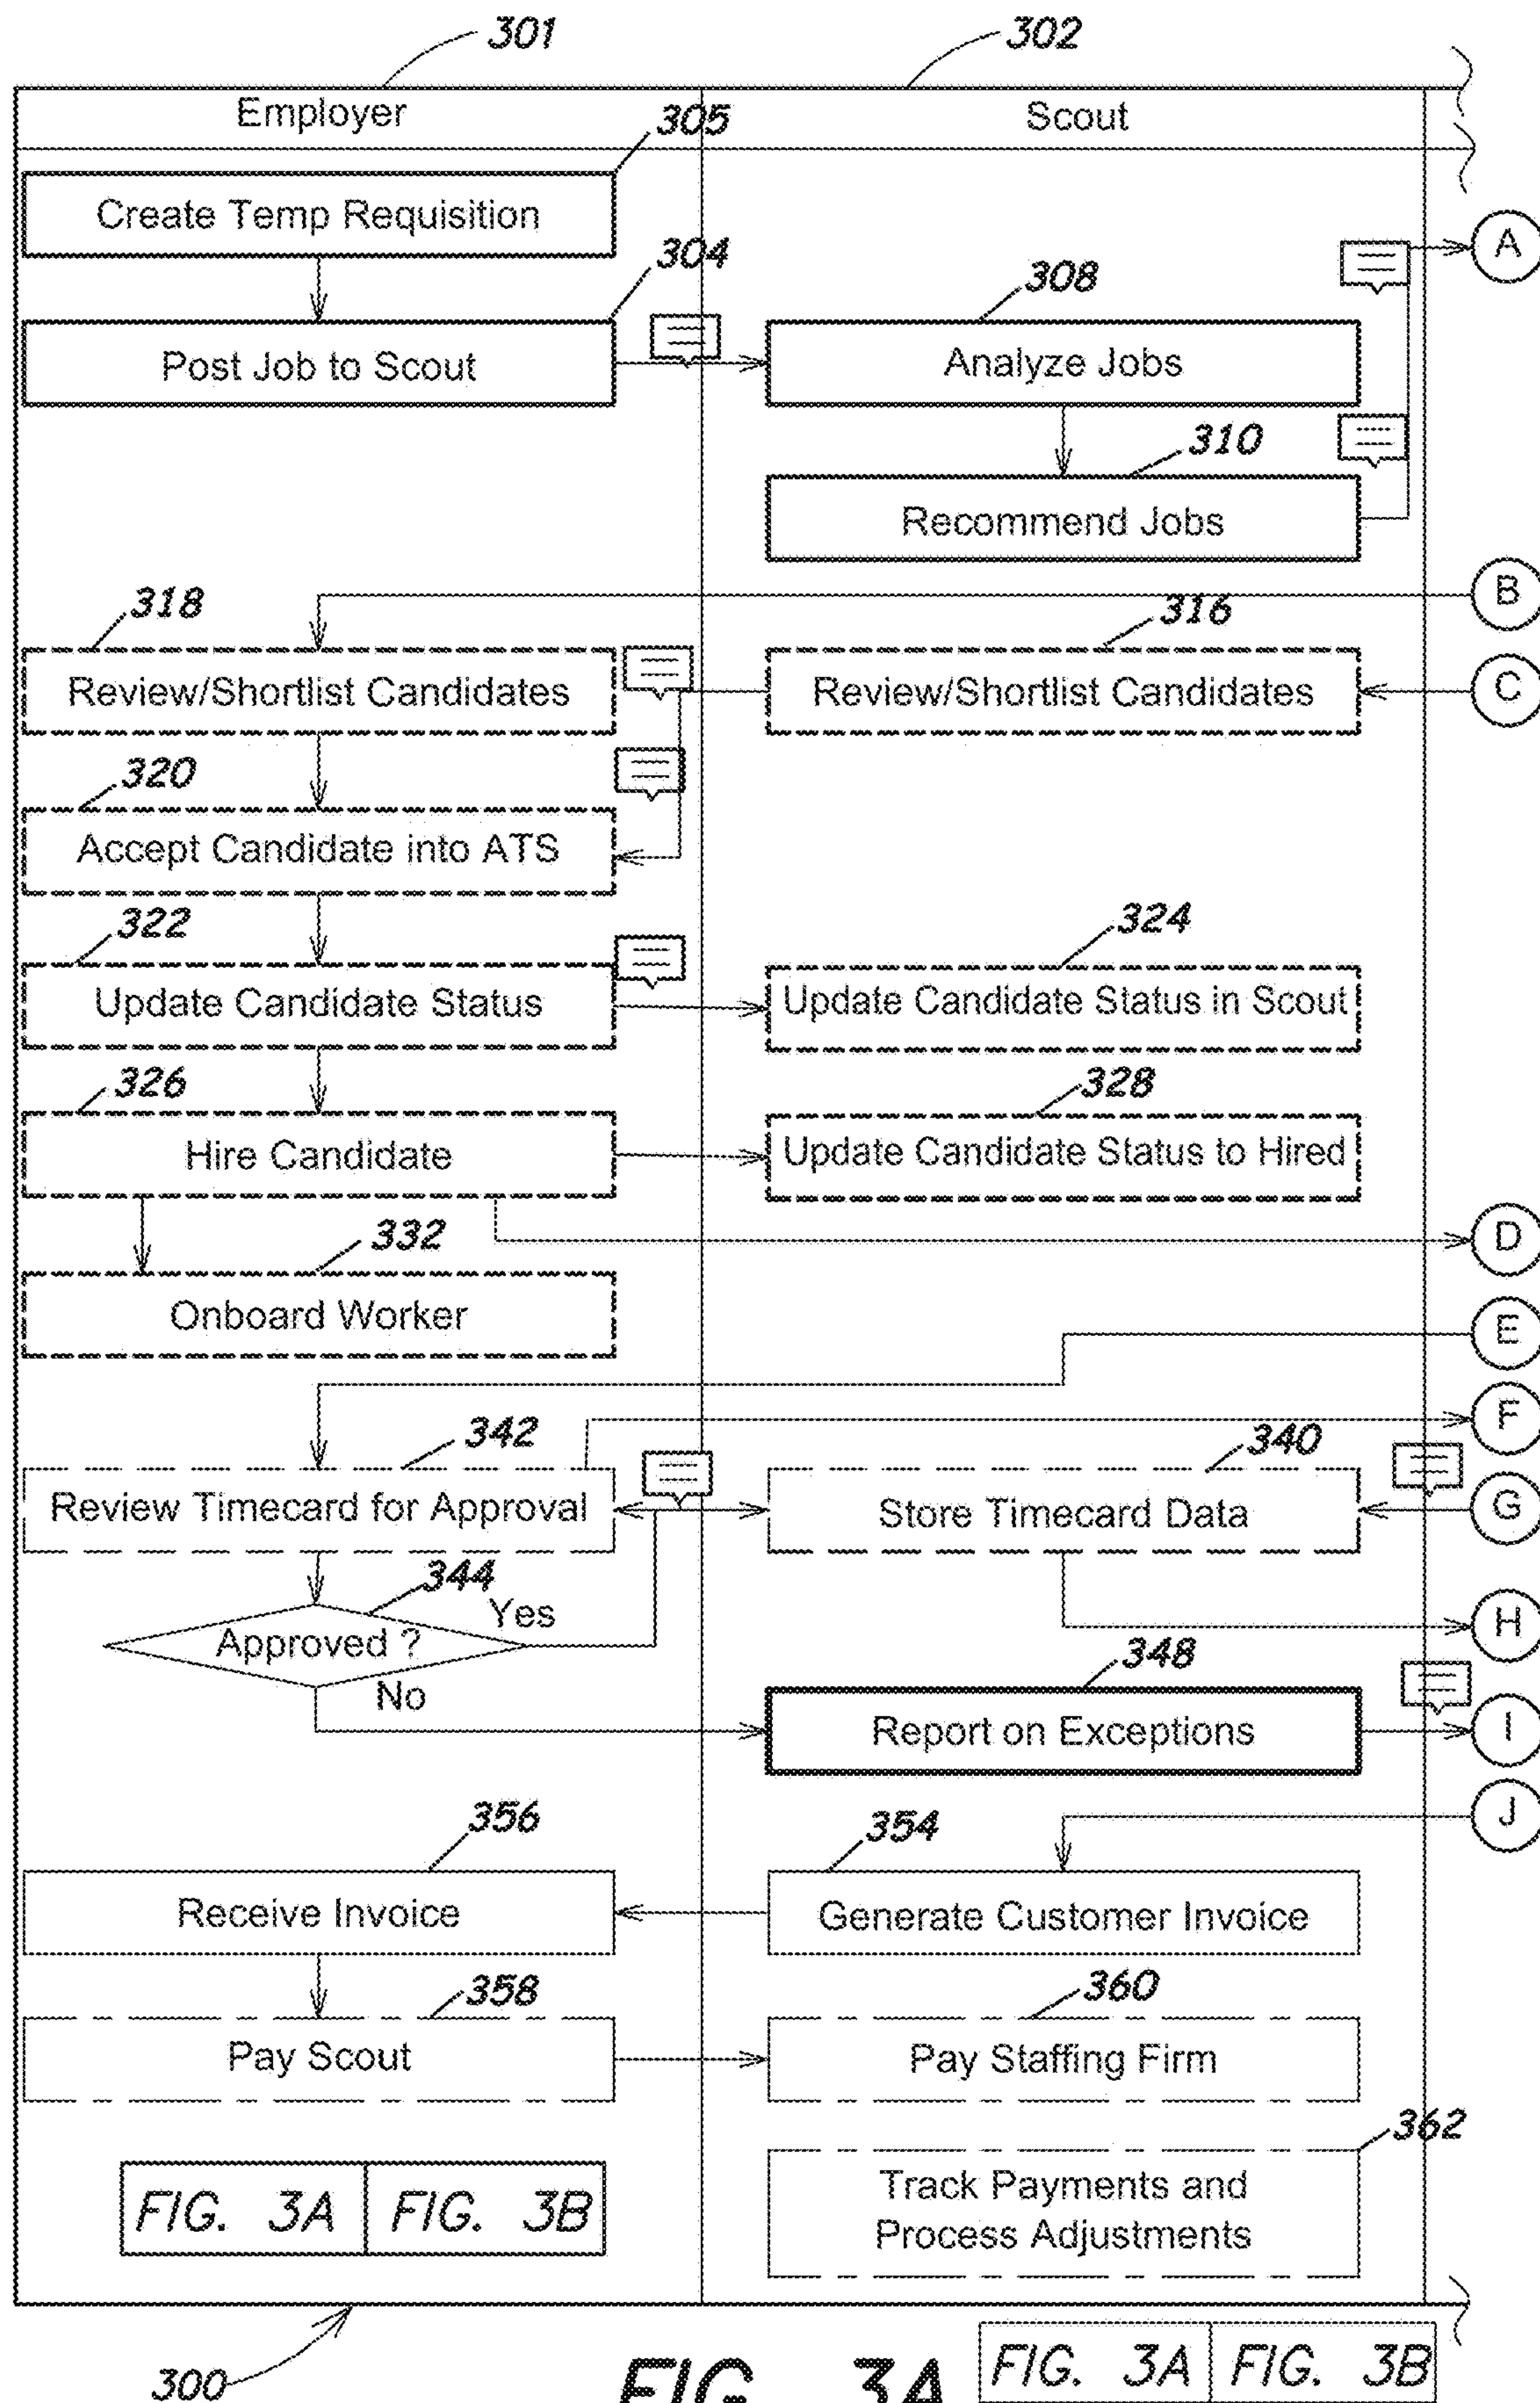 301
302
Employer
Scout
305
Create Temp Requisition
A
304
308
Post Job to Scout
Analyze Jobs
310
Recommend Jobs
B
318
316
Review/Shortlist Candidates
Review/Shortlist Candidates
C
320
Accept Candidate into ATS
322
324
Update Candidate Status
Update Candidate Status in Scout
326
328
Hire Candidate
Update Candidate Status to Hired
332
D
Onboard Worker
E
F
342
340
Review Timecard for Approval
Store Timecard Data
G
344
Yes
Approved ?
H
No
348
Report on Exceptions
I
J
356
354
Receive Invoice
Generate Customer Invoice
358
360
Pay Scout
Pay Staffing Firm
362
Track Payments and
Process Adjustments
FIG. 3A
FIG. 3B
300
FIG. 3A
FIG. 3A
FIG. 3B